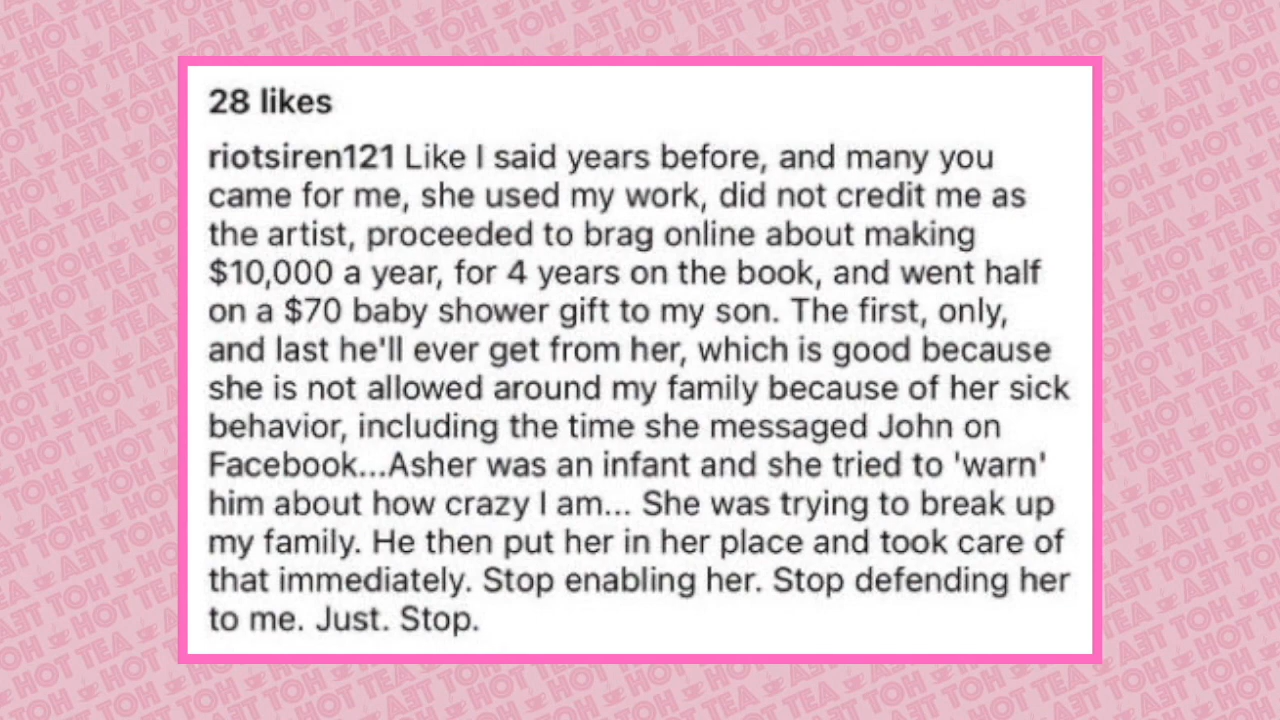 28 likes
riotsiren121 Like I said years before, and many you
came for me, she used my work, did not credit me as
the artist, proceeded to brag online about making
$10,000 a year, for 4 years on the book, and went half
on a $70 baby shower gift to my son. The first, only,
and last he'll ever get from her, which is good because
she is not allowed around my family because of her sick
behavior, including the time she messaged John on
Facebook...Asher was an infant and she tried to 'warn'
him about how crazy I am... She was trying to break up
my family. He then put her in her place and took care of
that immediately. Stop enabling her. Stop defending her
to me. Just. Stop.
HOT TEA